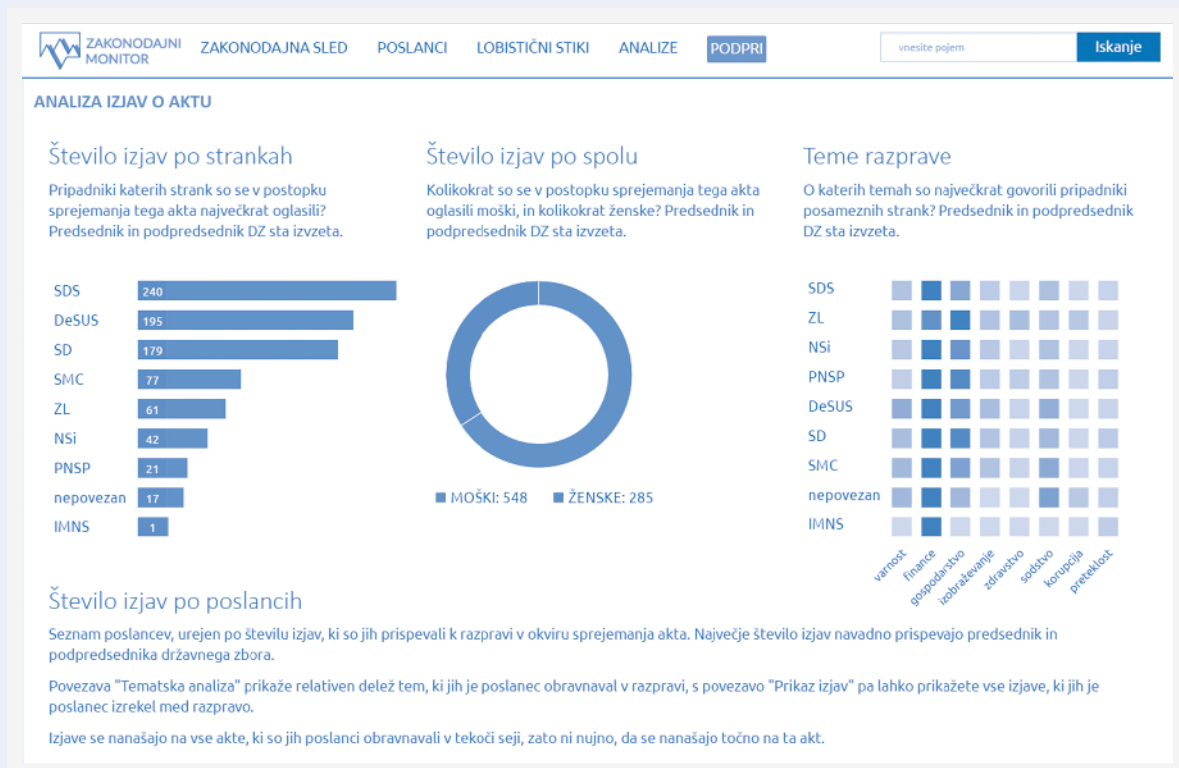 ZAKONODAJNI
MONITOR
ZAKONODAJNA SLED POSLANCI LOBISTIČNI STIKI ANALIZE PODPRI
vnesite pojem Iskanje
ANALIZA IZJAV O AKTU
Število izjav po strankah
Pripadniki katerih strank so se v postopku
sprejemanja tega akta največkrat oglasili?
Predsednik in podpredsednik DZ sta izvzeta.
SDS 240
DeSUS 195
SD 179
SMC 77
ZL 61
NSi 42
PNSP 21
nepovezan 17
IMNS 1
Število izjav po spolu
Kolikokrat so se v postopku sprejemanja tega akta
oglasili moški, in kolikokrat ženske? Predsednik in
podpredsednik DZ sta izvzeta.
MOŠKI: 548 ŽENSKE: 285
Teme razprave
O katerih temah so največkrat govorili pripadniki
posameznih strank? Predsednik in podpredsednik
DZ sta izvzeta.
SDS
ZL
NSi
PNSP
DeSUS
SD
SMC
nepovezan
IMNS
varnost
finance
gospodarstvo
izobraževanje
zdravstvo
sodstvo
korupcija
preteklost
Število izjav po poslancih
Seznam poslancev, urejen po številu izjav, ki so jih prispevali k razpravi v okviru sprejemanja akta. Največje število izjav navadno prispevajo predsednik in
podpredsednika državnega zbora.
Povezava "Tematska analiza" prikaže relativen delež tem, ki jih je poslanec obravnaval v razpravi, s povezavo "Prikaz izjav" pa lahko prikažete vse izjave, ki jih je
poslanec izrekel med razpravo.
Izjave se nanašajo na vse akte, ki so jih poslanci obravnavali v tekoči seji, zato ni nujno, da se nanašajo točno na ta akt.